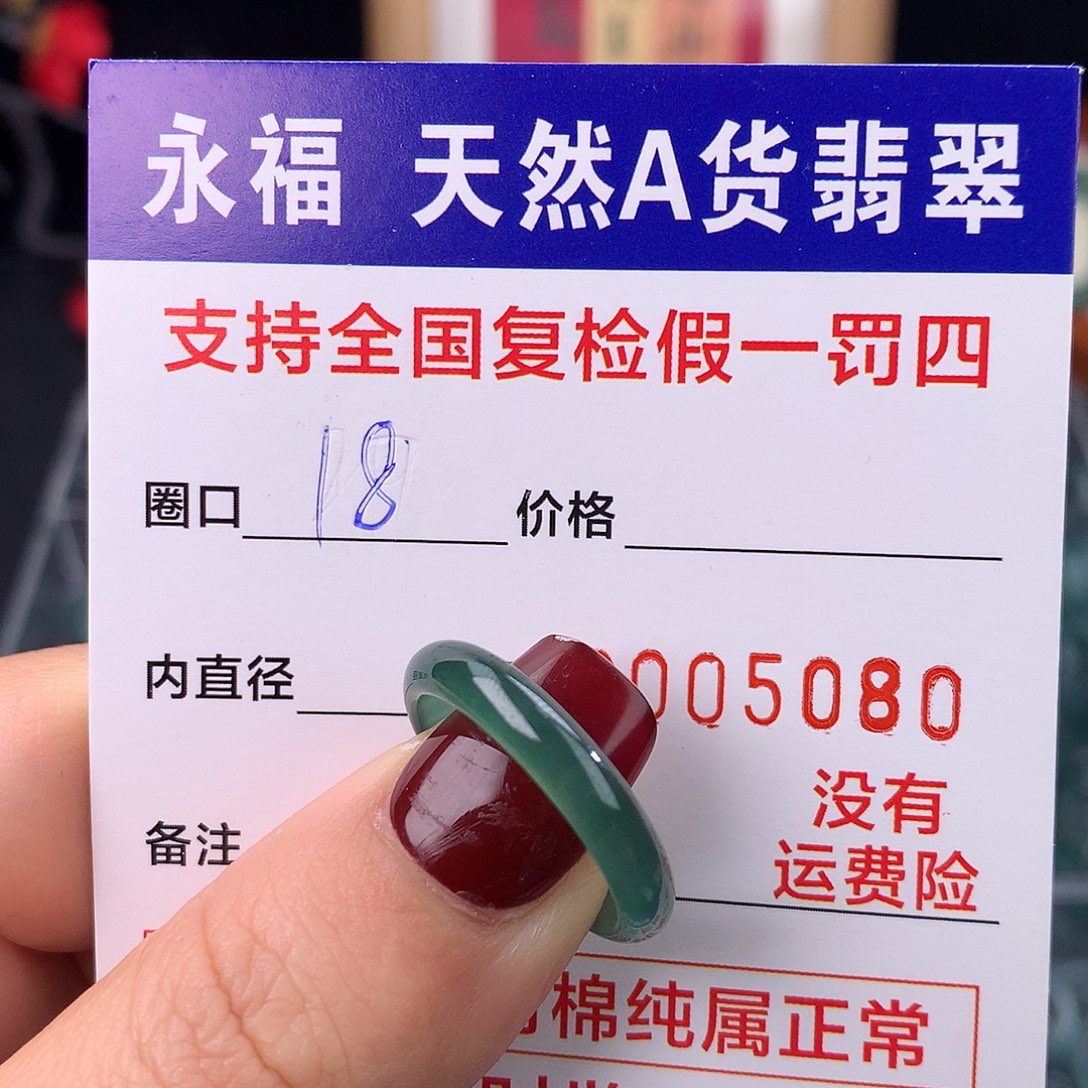 永福 天然A货翡翠
支持全国复检假一罚四
圈口 18 价格
内直径 005080
备注 没有
运费险
棉纯属正常